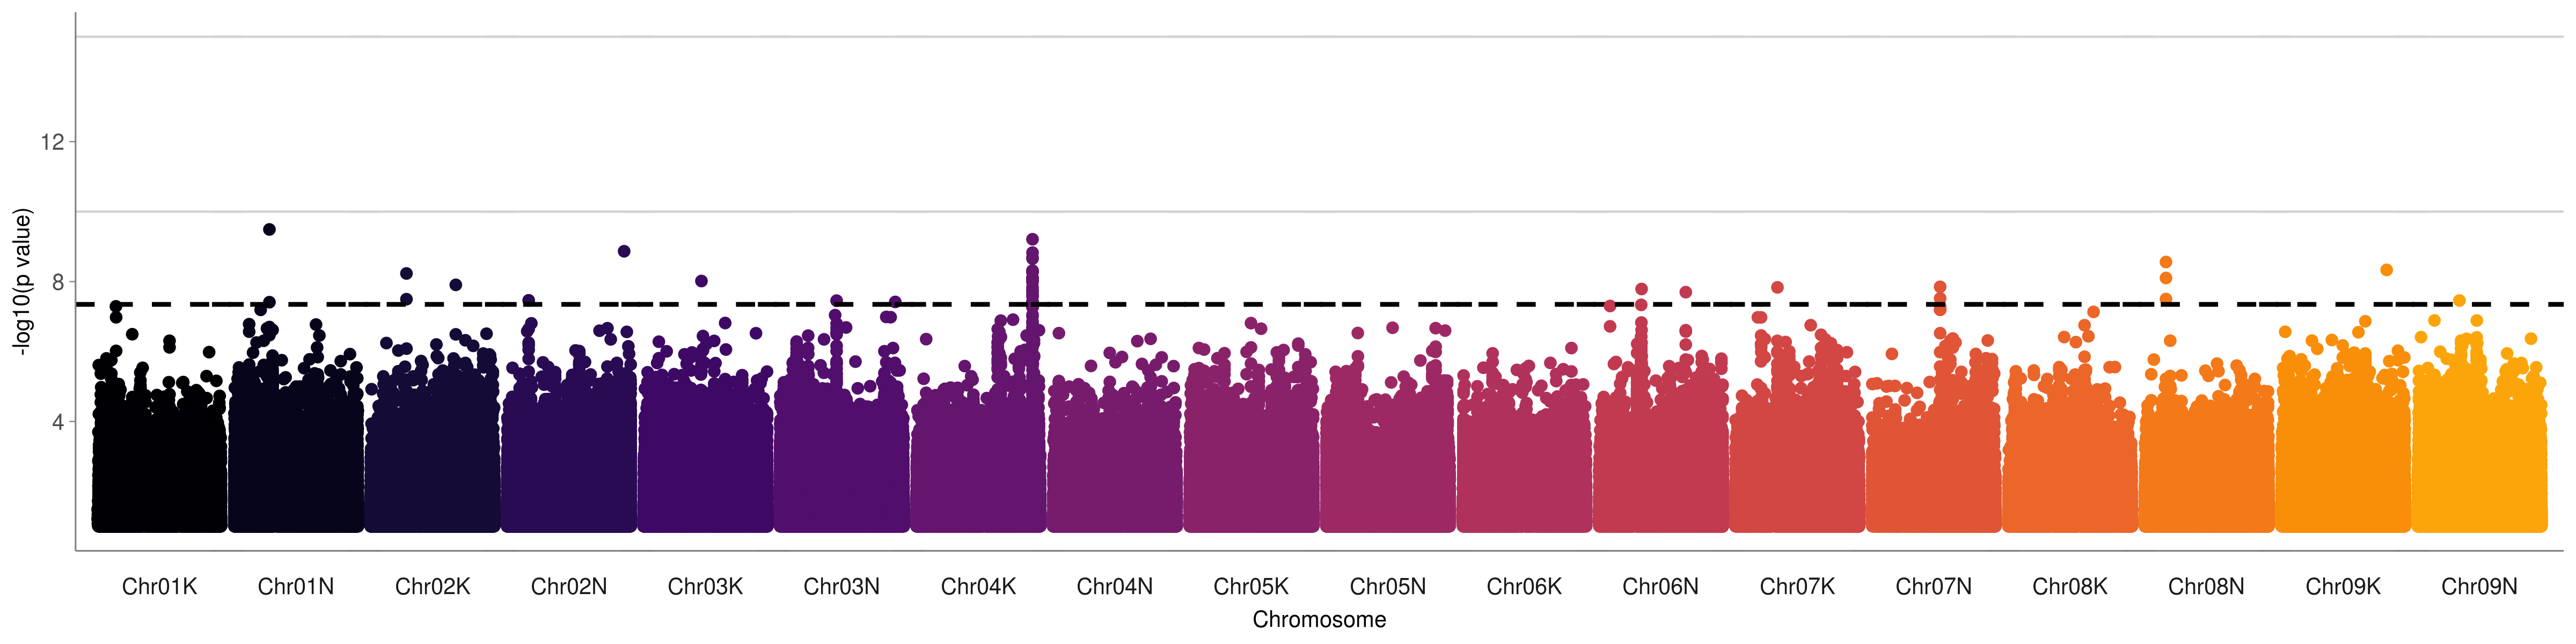 -log10(p value)
12
8
4
Chr01K Chr01N Chr02K Chr02N Chr03K Chr03N Chr04K Chr04N Chr05K Chr05N Chr06K Chr06N Chr07K Chr07N Chr08K Chr08N Chr09K Chr09N
Chromosome